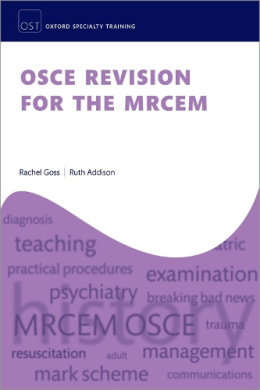 OST OXFORD SPECIALTY TRAINING
OSCE REVISION
FOR THE MRCEM
Rachel Goss | Ruth Addison
diagnosis
teaching atric
practical procedures
examination
psychiatry
breaking bad news
history
MRCEM OSCE trauma
resuscitation adult management
mark scheme communications